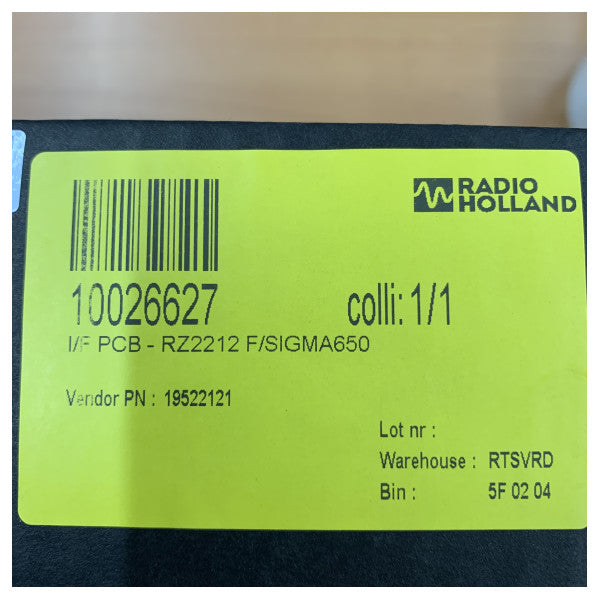 RADIO
HOLLAND
10026627 colli: 1/1
I/F PCB - RZ2212 F/SIGMA650
Vendor PN : 19522121
Lot nr :
Warehouse : RTSVRD
Bin : 5F 02 04